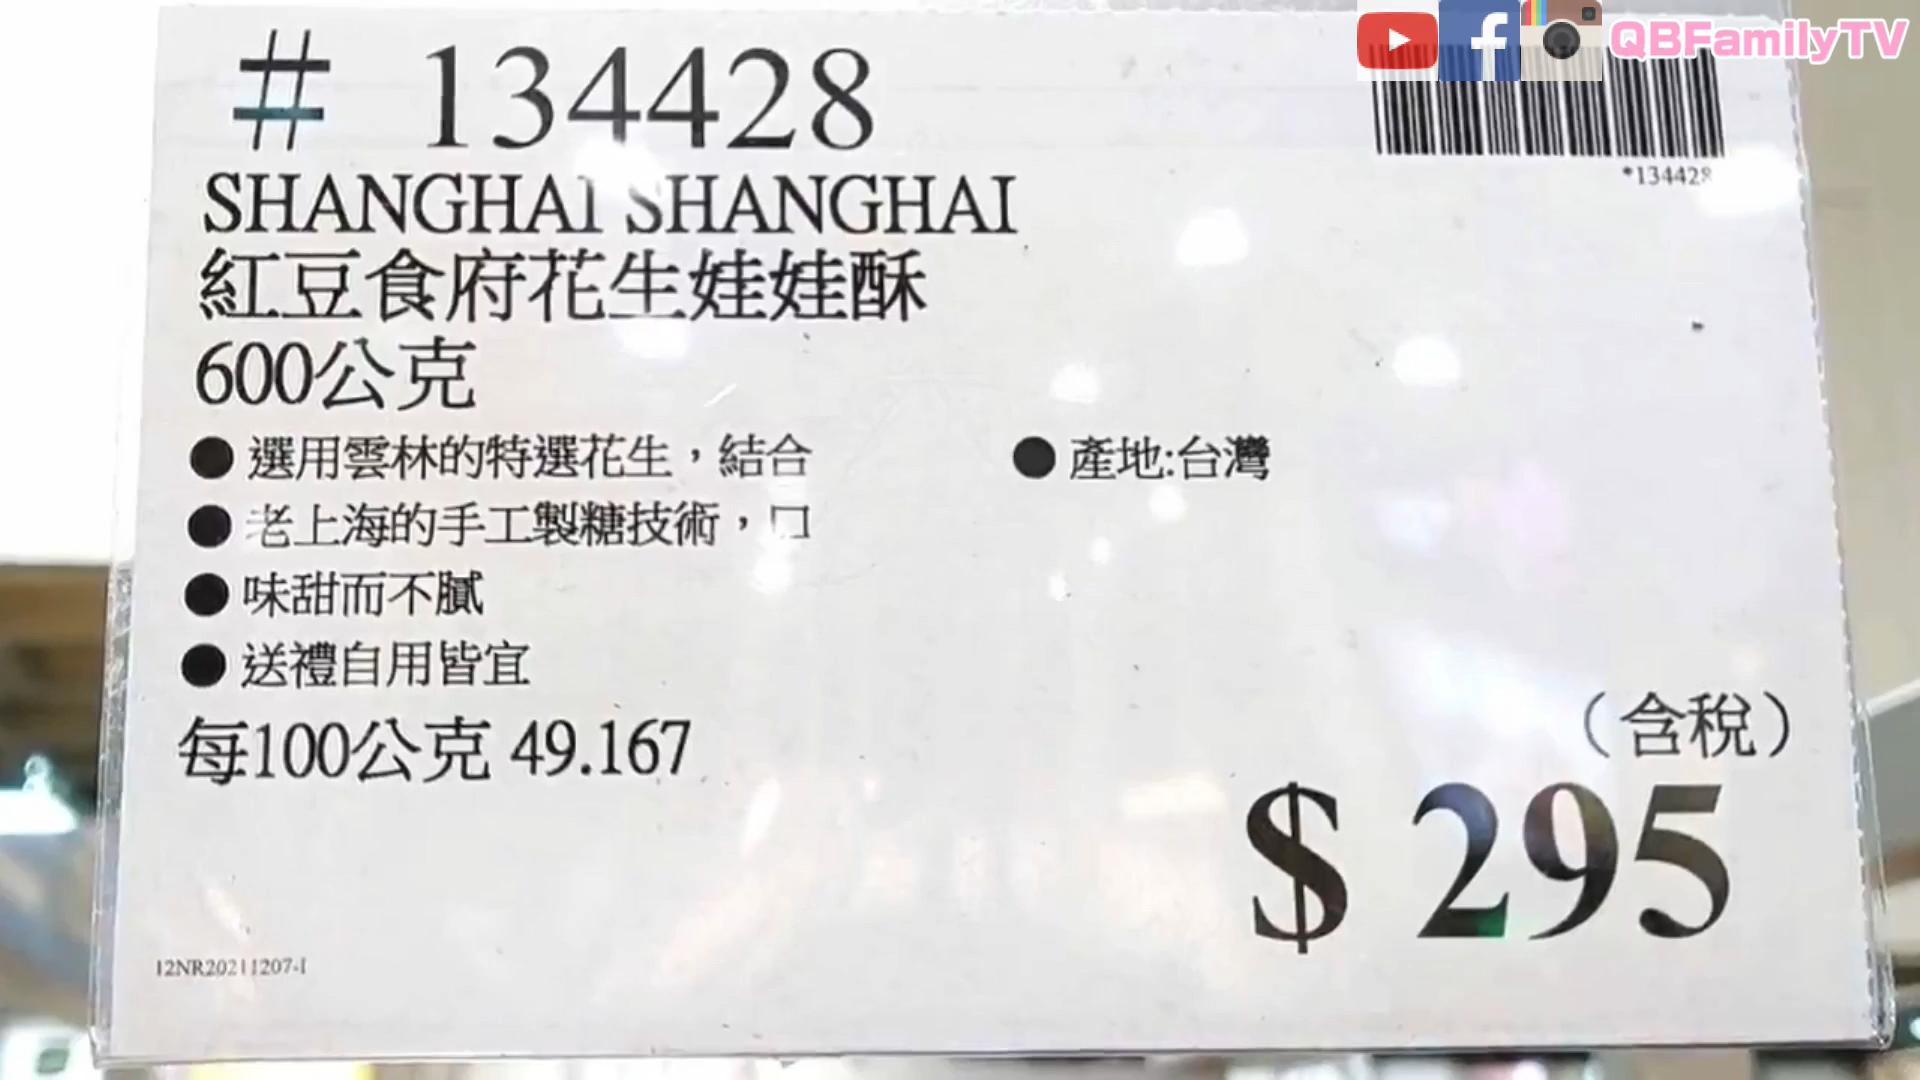 QBFamilyTV
# 134428
*134428
SHANGHAI SHANGHAI
紅豆食府花生娃娃酥
600公克
●選用雲林的特選花生，結合
●老上海的手工製糖技術，口
●味甜而不膩
●送禮自用皆宜
●產地:台灣
每100公克 49.167
（含稅）
$ 295
12NR20211207-1